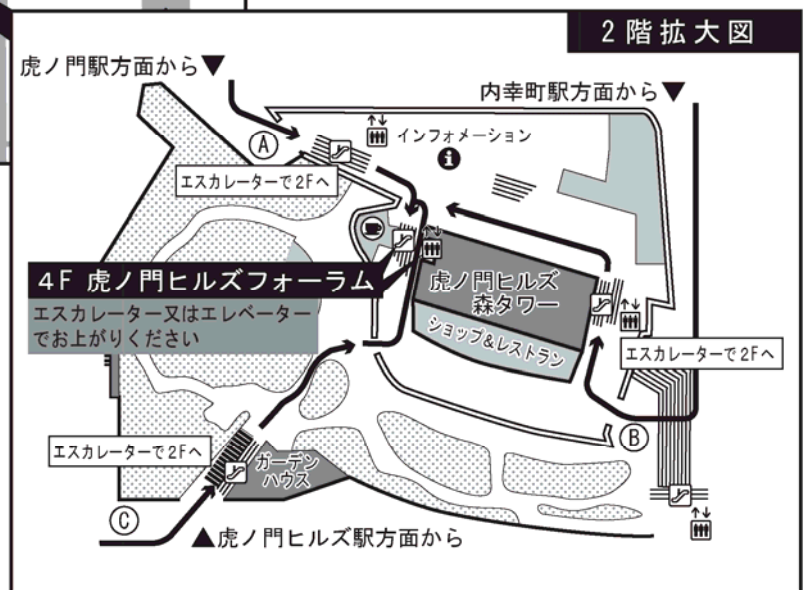 2階拡大図
虎ノ門駅方面から▼
内幸町駅方面から▼
Ⓐ
インフォメーション
i
エスカレーターで2Fへ
4F 虎ノ門ヒルズフォーラム
エスカレーター又はエレベーター
でお上がりください
虎ノ門ヒルズ
森タワー
ショップ&レストラン
エスカレーターで2Fへ
Ⓑ
エスカレーターで2Fへ
ガーデン
ハウス
Ⓒ
▲虎ノ門ヒルズ駅方面から